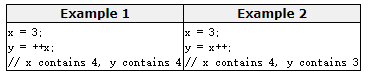 Example 1
Example 2
x = 3;
y = ++x;
// x contains 4, y contains 4
x = 3;
y = x++;
// x contains 4, y contains 3